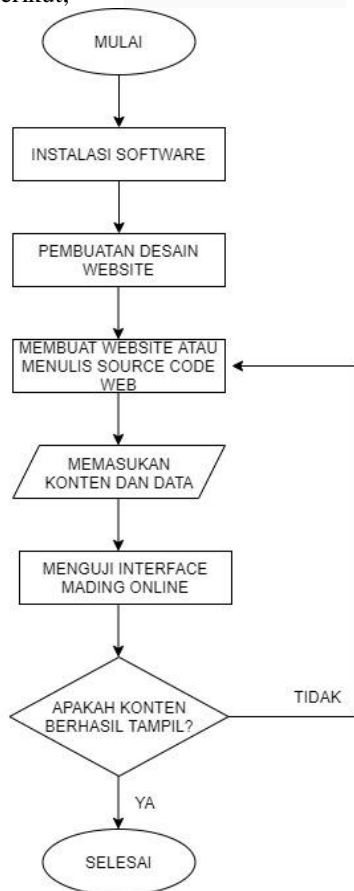 MULAI
INSTALASI SOFTWARE
PEMBUATAN DESAIN
WEBSITE
MEMBUAT WEBSITE ATAU
MENULIS SOURCE CODE
WEB
MEMASUKAN
KONTEN DAN DATA
MENGUJI INTERFACE
MADING ONLINE
APAKAH KONTEN
BERHASIL TAMPIL?
TIDAK
YA
SELESAI